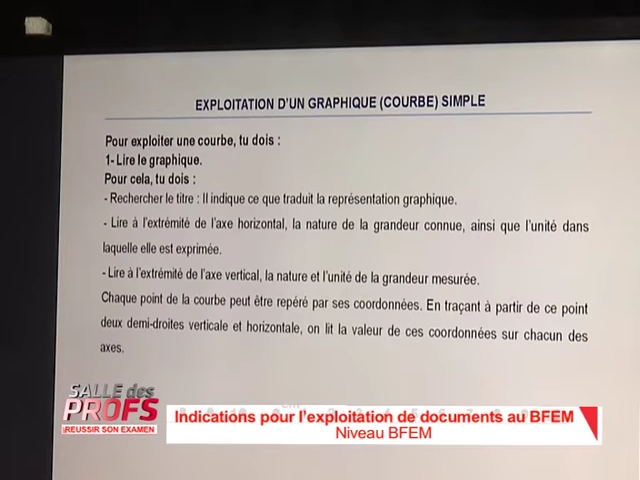 EXPLOITATION D'UN GRAPHIQUE (COURBE) SIMPLE
Pour exploiter une courbe, tu dois :
1- Lire le graphique.
Pour cela, tu dois :
- Rechercher le titre : Il indique ce que traduit la représentation graphique.
- Lire à l'extrémité de l'axe horizontal, la nature de la grandeur connue, ainsi que l'unité dans
laquelle elle est exprimée.
- Lire à l'extrémité de l'axe vertical, la nature et l'unité de la grandeur mesurée.
Chaque point de la courbe peut être repéré par ses coordonnées. En traçant à partir de ce point
deux demi-droites verticale et horizontale, on lit la valeur de ces coordonnées sur chacun des
axes.
SALLE des
PROFS
REUSSIR SON EXAMEN
Indications pour l'exploitation de documents au BFEM
Niveau BFEM